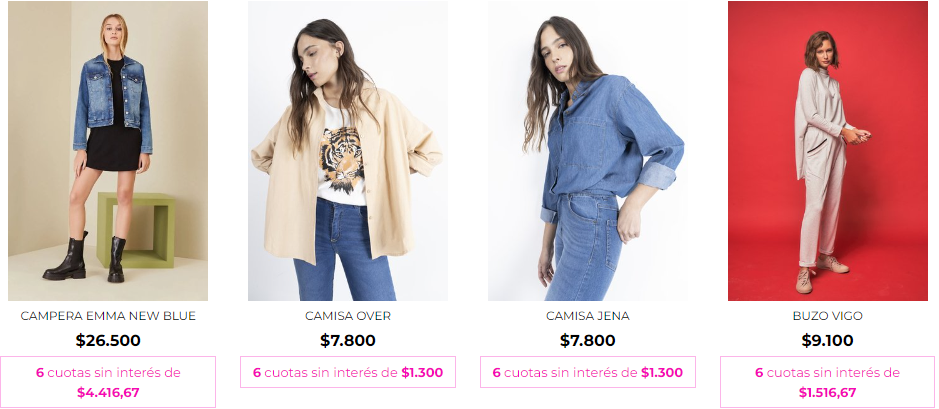 CAMPERA EMMA NEW BLUE
$26.500
6 cuotas sin interés de
$4.416,67
CAMISA OVER
$7.800
6 cuotas sin interés de $1.300
CAMISA JENA
$7.800
6 cuotas sin interés de $1.300
BUZO VIGO
$9.100
6 cuotas sin interés de
$1.516,67